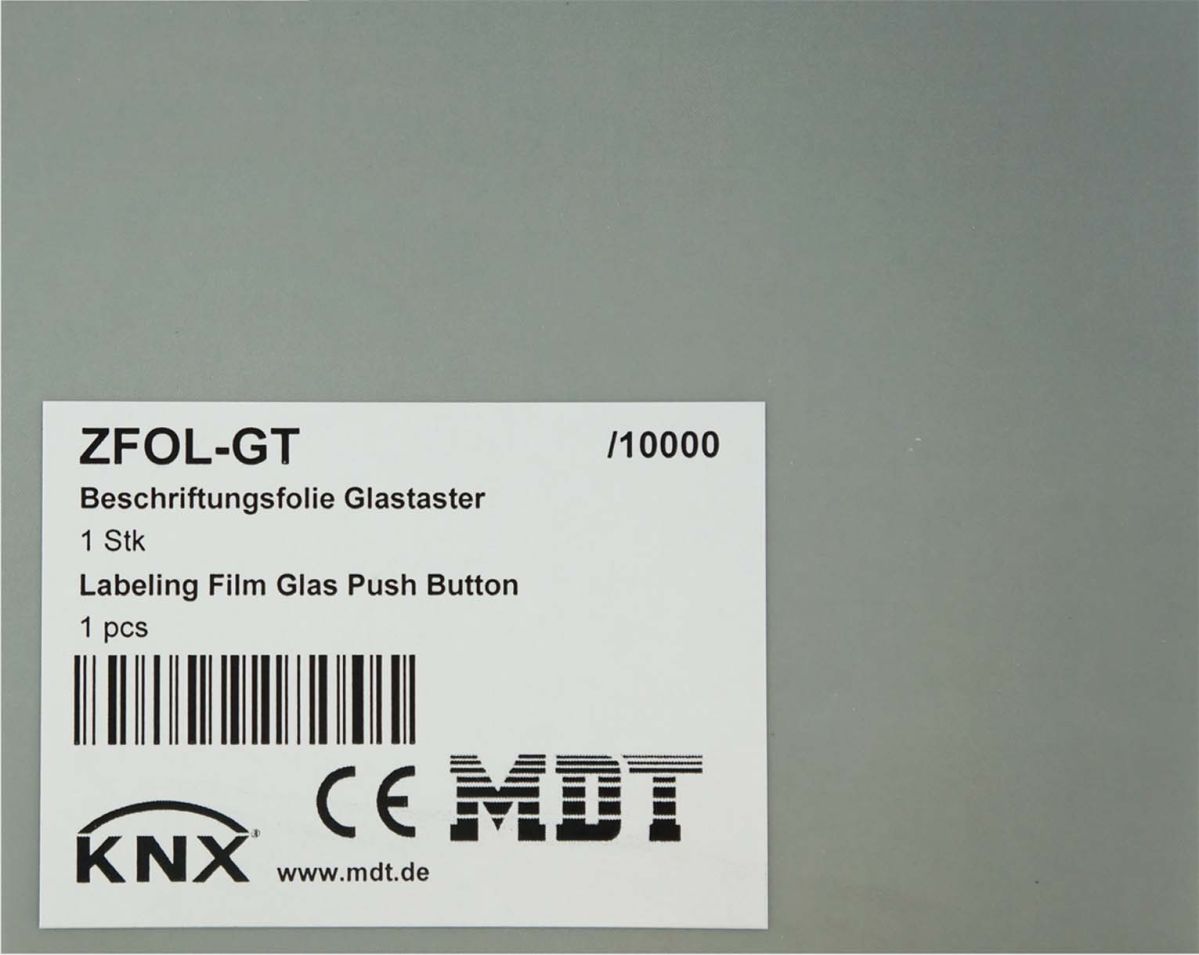 ZFOL-GT /10000
Beschriftungsfolie Glastaster
1 Stk
Labeling Film Glas Push Button
1 pcs
CE MDT
KNX® www.mdt.de